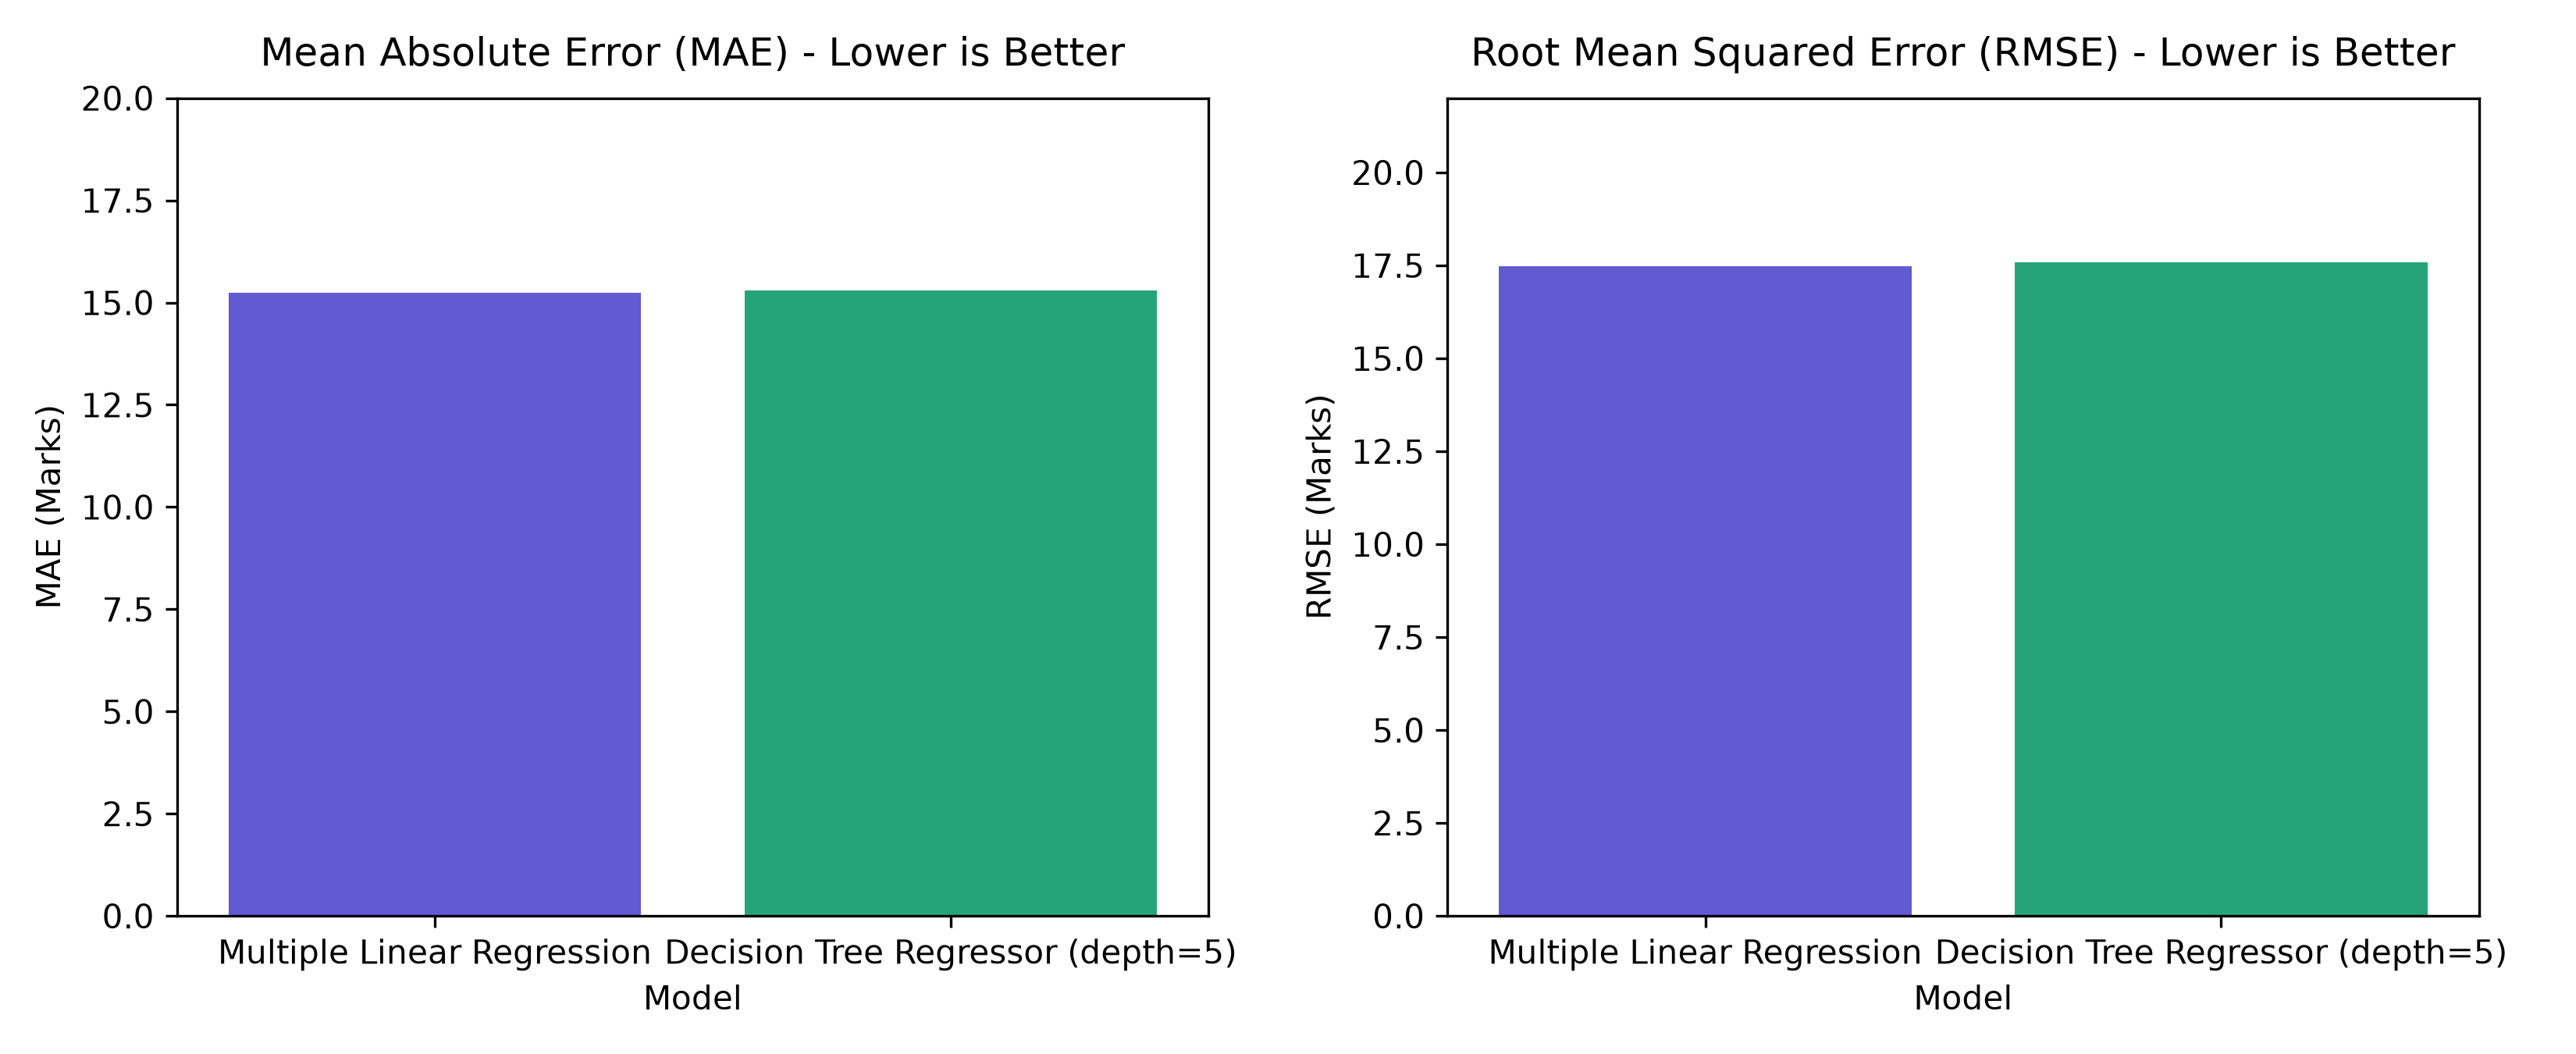 Mean Absolute Error (MAE) - Lower is Better
20.0
17.5
15.0
12.5
10.0
7.5
5.0
2.5
0.0
MAE (Marks)
Multiple Linear Regression
Decision Tree Regressor (depth=5)
Model
Root Mean Squared Error (RMSE) - Lower is Better
20.0
17.5
15.0
12.5
10.0
7.5
5.0
2.5
0.0
RMSE (Marks)
Multiple Linear Regression
Decision Tree Regressor (depth=5)
Model